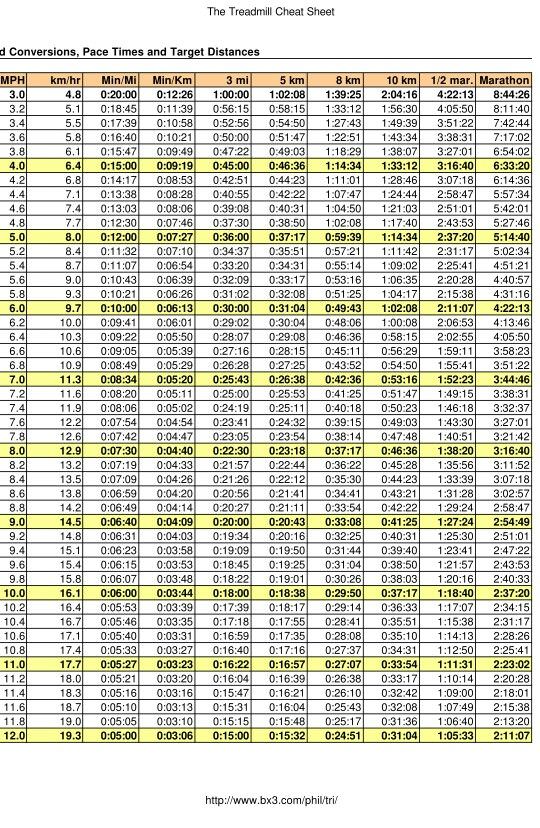 The Treadmill Cheat Sheet
d Conversions, Pace Times and Target Distances
MPH km/hr Min/Mi Min/Km 3 mi 5 km 8 km 10 km 1/2 mar. Marathon
3.0 4.8 0:20:00 0:12:26 1:00:00 1:02:08 1:39:25 2:04:16 4:22:13 8:44:26
3.2 5.1 0:18:45 0:11:39 0:56:15 0:58:15 1:33:12 1:56:30 4:05:50 8:11:40
3.4 5.5 0:17:39 0:10:58 0:52:56 0:54:50 1:27:43 1:49:39 3:51:22 7:42:44
3.6 5.8 0:16:40 0:10:21 0:50:00 0:51:47 1:22:51 1:43:34 3:38:31 7:17:02
3.8 6.1 0:15:47 0:09:49 0:47:22 0:49:03 1:18:29 1:38:07 3:27:01 6:54:02
4.0 6.4 0:15:00 0:09:19 0:45:00 0:46:36 1:14:34 1:33:12 3:16:40 6:33:20
4.2 6.8 0:14:17 0:08:53 0:42:51 0:44:23 1:11:01 1:28:46 3:07:18 6:14:36
4.4 7.1 0:13:38 0:08:28 0:40:55 0:42:22 1:07:47 1:24:44 2:58:47 5:57:34
4.6 7.4 0:13:03 0:08:06 0:39:08 0:40:31 1:04:50 1:21:03 2:51:01 5:42:01
4.8 7.7 0:12:30 0:07:46 0:37:30 0:38:50 1:02:08 1:17:40 2:43:53 5:27:46
5.0 8.0 0:12:00 0:07:27 0:36:00 0:37:17 0:59:39 1:14:34 2:37:20 5:14:40
5.2 8.4 0:11:32 0:07:10 0:34:37 0:35:51 0:57:21 1:11:42 2:31:17 5:02:34
5.4 8.7 0:11:07 0:06:54 0:33:20 0:34:31 0:55:14 1:09:02 2:25:41 4:51:21
5.6 9.0 0:10:43 0:06:39 0:32:09 0:33:17 0:53:16 1:06:35 2:20:28 4:40:57
5.8 9.3 0:10:21 0:06:26 0:31:02 0:32:08 0:51:25 1:04:17 2:15:38 4:31:16
6.0 9.7 0:10:00 0:06:13 0:30:00 0:31:04 0:49:43 1:02:08 2:11:07 4:22:13
6.2 10.0 0:09:41 0:06:01 0:29:02 0:30:04 0:48:06 1:00:08 2:06:53 4:13:46
6.4 10.3 0:09:22 0:05:50 0:28:07 0:29:08 0:46:36 0:58:15 2:02:55 4:05:50
6.6 10.6 0:09:05 0:05:39 0:27:16 0:28:15 0:45:11 0:56:29 1:59:11 3:58:23
6.8 10.9 0:08:49 0:05:29 0:26:28 0:27:25 0:43:52 0:54:50 1:55:41 3:51:22
7.0 11.3 0:08:34 0:05:20 0:25:43 0:26:38 0:42:36 0:53:16 1:52:23 3:44:46
7.2 11.6 0:08:20 0:05:11 0:25:00 0:25:53 0:41:25 0:51:47 1:49:15 3:38:31
7.4 11.9 0:08:06 0:05:02 0:24:19 0:25:11 0:40:18 0:50:23 1:46:18 3:32:37
7.6 12.2 0:07:54 0:04:54 0:23:41 0:24:32 0:39:15 0:49:03 1:43:30 3:27:01
7.8 12.6 0:07:42 0:04:47 0:23:05 0:23:54 0:38:14 0:47:48 1:40:51 3:21:42
8.0 12.9 0:07:30 0:04:40 0:22:30 0:23:18 0:37:17 0:46:36 1:38:20 3:16:40
8.2 13.2 0:07:19 0:04:33 0:21:57 0:22:44 0:36:22 0:45:28 1:35:56 3:11:52
8.4 13.5 0:07:09 0:04:26 0:21:26 0:22:12 0:35:30 0:44:23 1:33:39 3:07:18
8.6 13.8 0:06:59 0:04:20 0:20:56 0:21:41 0:34:41 0:43:21 1:31:28 3:02:57
8.8 14.2 0:06:49 0:04:14 0:20:27 0:21:11 0:33:54 0:42:22 1:29:24 2:58:47
9.0 14.5 0:06:40 0:04:09 0:20:00 0:20:43 0:33:08 0:41:25 1:27:24 2:54:49
9.2 14.8 0:06:31 0:04:03 0:19:34 0:20:16 0:32:25 0:40:31 1:25:30 2:51:01
9.4 15.1 0:06:23 0:03:58 0:19:09 0:19:50 0:31:44 0:39:40 1:23:41 2:47:22
9.6 15.4 0:06:15 0:03:53 0:18:45 0:19:25 0:31:04 0:38:50 1:21:57 2:43:53
9.8 15.8 0:06:07 0:03:48 0:18:22 0:19:01 0:30:26 0:38:03 1:20:16 2:40:33
10.0 16.1 0:06:00 0:03:44 0:18:00 0:18:38 0:29:50 0:37:17 1:18:40 2:37:20
10.2 16.4 0:05:53 0:03:39 0:17:39 0:18:17 0:29:14 0:36:33 1:17:07 2:34:15
10.4 16.7 0:05:46 0:03:35 0:17:18 0:17:55 0:28:41 0:35:51 1:15:38 2:31:17
10.6 17.1 0:05:40 0:03:31 0:16:59 0:17:35 0:28:08 0:35:10 1:14:13 2:28:26
10.8 17.4 0:05:33 0:03:27 0:16:40 0:17:16 0:27:37 0:34:31 1:12:50 2:25:41
11.0 17.7 0:05:27 0:03:23 0:16:22 0:16:57 0:27:07 0:33:54 1:11:31 2:23:02
11.2 18.0 0:05:21 0:03:20 0:16:04 0:16:39 0:26:38 0:33:17 1:10:14 2:20:28
11.4 18.3 0:05:16 0:03:16 0:15:47 0:16:21 0:26:10 0:32:42 1:09:00 2:18:01
11.6 18.7 0:05:10 0:03:13 0:15:31 0:16:04 0:25:43 0:32:08 1:07:49 2:15:38
11.8 19.0 0:05:05 0:03:10 0:15:15 0:15:48 0:25:17 0:31:36 1:06:40 2:13:20
12.0 19.3 0:05:00 0:03:06 0:15:00 0:15:32 0:24:51 0:31:04 1:05:33 2:11:07
http://www.bx3.com/phil/tri/